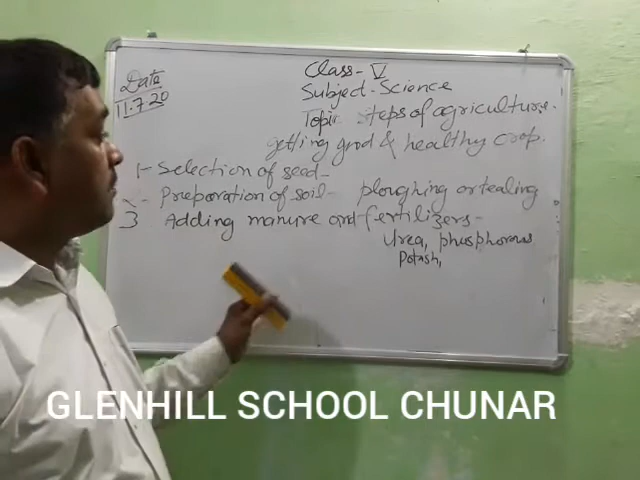 Date
11.7.20
Class-V
Subject-Science
Topic steps of agriculture.
getting good & healthy crop.
1- Selection of seed-
2- Preparation of soil- ploughing or tealing
3 Adding manure and fertilizers-
Urea, phosphorous
Potash,
GLENHILL SCHOOL CHUNAR